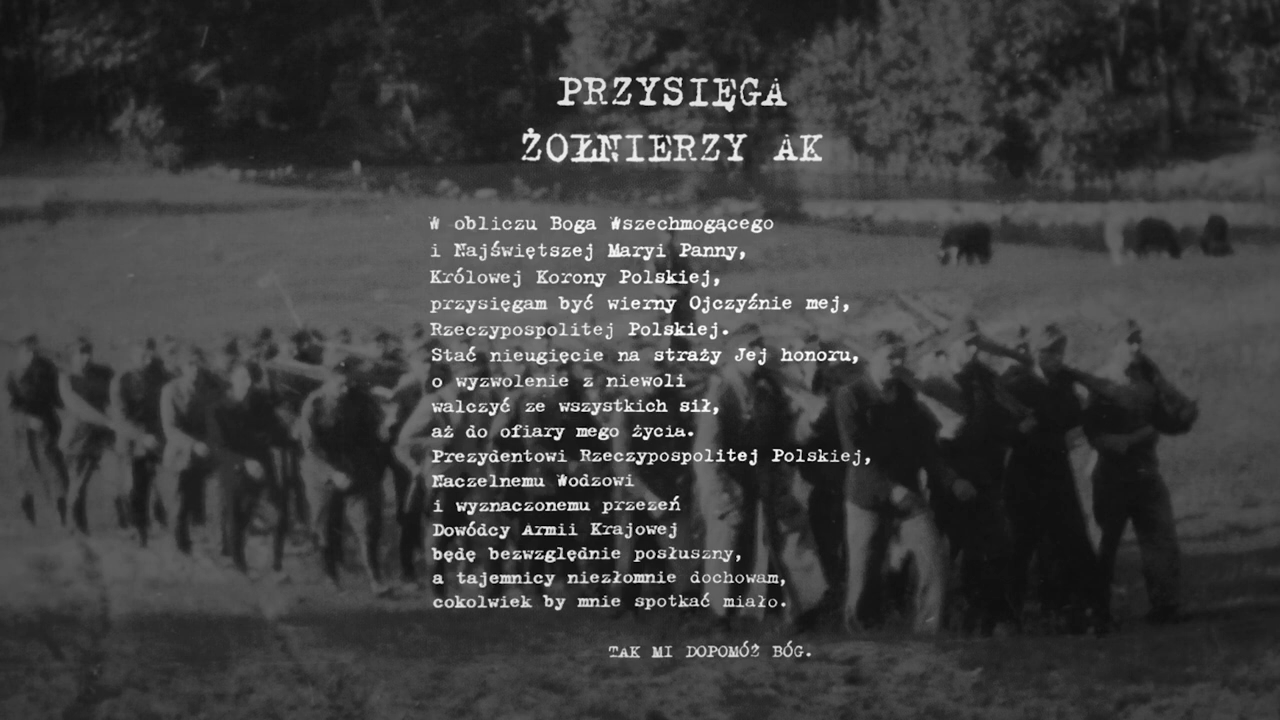 PRZYSIĘGA
ŻOŁNIERZY AK
W obliczu Boga Wszechmogącego
i Najświętszej Maryi Panny,
Królowej Korony Polskiej,
przysięgam być wierny Ojczyźnie mej,
Rzeczypospolitej Polskiej.
Stać nieugięcie na straży Jej honoru,
o wyzwolenie z niewoli
walczyć ze wszystkich sił,
aż do ofiary mego życia.
Prezydentowi Rzeczypospolitej Polskiej,
Naczelnemu Wodzowi
i wyznaczonemu przezeń
Dowódcy Armii Krajowej
będę bezwzględnie posłuszny,
a tajemnicy niezłomnie dochowam,
cokolwiek by mnie spotkać miało.
TAK MI DOPOMÓŻ BÓG.